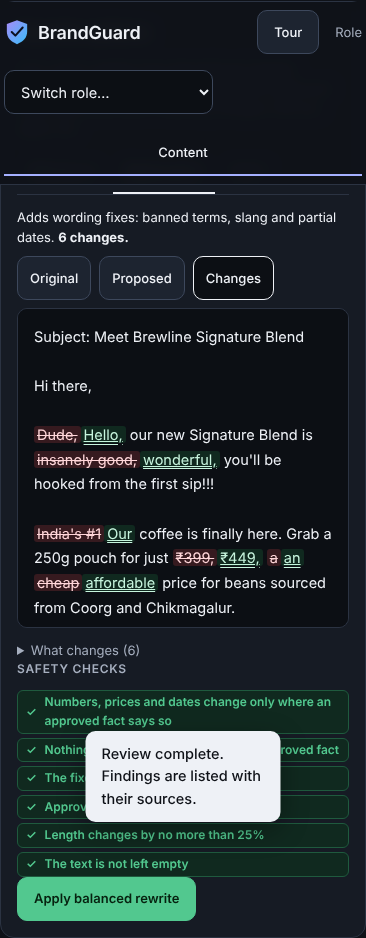 BrandGuard
Tour
Role
Switch role...
Content
Adds wording fixes: banned terms, slang and partial
dates. 6 changes.
Original
Proposed
Changes
Subject: Meet Brewline Signature Blend
Hi there,
Dude, Hello, our new Signature Blend is
insanely good, wonderful, you'll be
hooked from the first sip!!!
India's #1 Our coffee is finally here. Grab a
250g pouch for just ₹399, ₹449, a an
cheap affordable price for beans sourced
from Coorg and Chikmagalur.
▶ What changes (6)
SAFETY CHECKS
✓ Numbers, prices and dates change only where an
approved fact says so
✓ fact
✓ The
✓
✓ Length changes by no more than 25%
✓ The text is not left empty
Review complete.
Findings are listed with
their sources.
Apply balanced rewrite